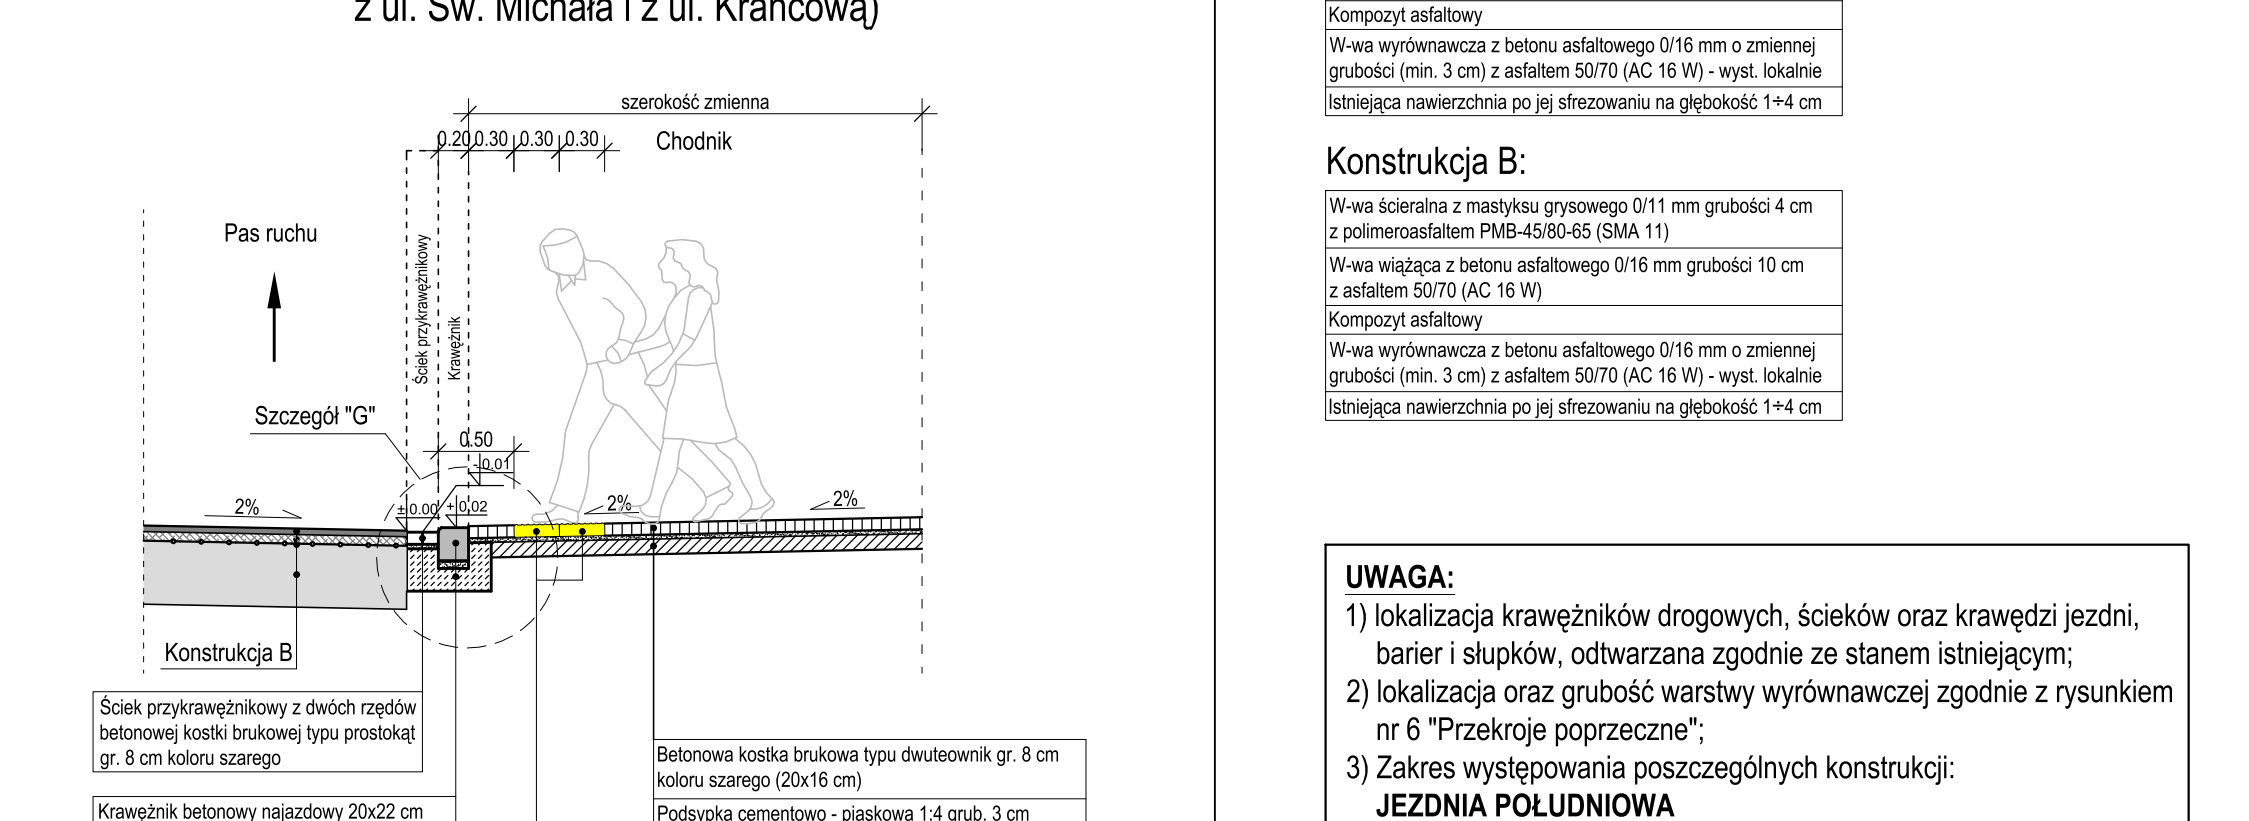 z ul. Św. Michała i z ul. Krańcową)
szerokość zmienna
0.20 0.30 0.30 0.30
Chodnik
Pas ruchu
Ściek przykrawężnikowy
Krawężnik
Szczegół "G"
0.50
-0.01
2%
±0.00
+0.02
2%
2%
Konstrukcja B
Ściek przykrawężnikowy z dwóch rzędów
betonowej kostki brukowej typu prostokąt
gr. 8 cm koloru szarego
Krawężnik betonowy najazdowy 20x22 cm
Betonowa kostka brukowa typu dwuteownik gr. 8 cm
koloru szarego (20x16 cm)
Podsypka cementowo - piaskowa 1:4 grub. 3 cm
Kompozyt asfaltowy
W-wa wyrównawcza z betonu asfaltowego 0/16 mm o zmiennej
grubości (min. 3 cm) z asfaltem 50/70 (AC 16 W) - wyst. lokalnie
Istniejąca nawierzchnia po jej sfrezowaniu na głębokość 1÷4 cm
Konstrukcja B:
W-wa ścieralna z mastyksu grysowego 0/11 mm grubości 4 cm
z polimeroasfaltem PMB-45/80-65 (SMA 11)
W-wa wiążąca z betonu asfaltowego 0/16 mm grubości 10 cm
z asfaltem 50/70 (AC 16 W)
Kompozyt asfaltowy
W-wa wyrównawcza z betonu asfaltowego 0/16 mm o zmiennej
grubości (min. 3 cm) z asfaltem 50/70 (AC 16 W) - wyst. lokalnie
Istniejąca nawierzchnia po jej sfrezowaniu na głębokość 1÷4 cm
UWAGA:
1) lokalizacja krawężników drogowych, ścieków oraz krawędzi jezdni,
barier i słupków, odtwarzana zgodnie ze stanem istniejącym;
2) lokalizacja oraz grubość warstwy wyrównawczej zgodnie z rysunkiem
nr 6 "Przekroje poprzeczne";
3) Zakres występowania poszczególnych konstrukcji:
JEZDNIA POŁUDNIOWA